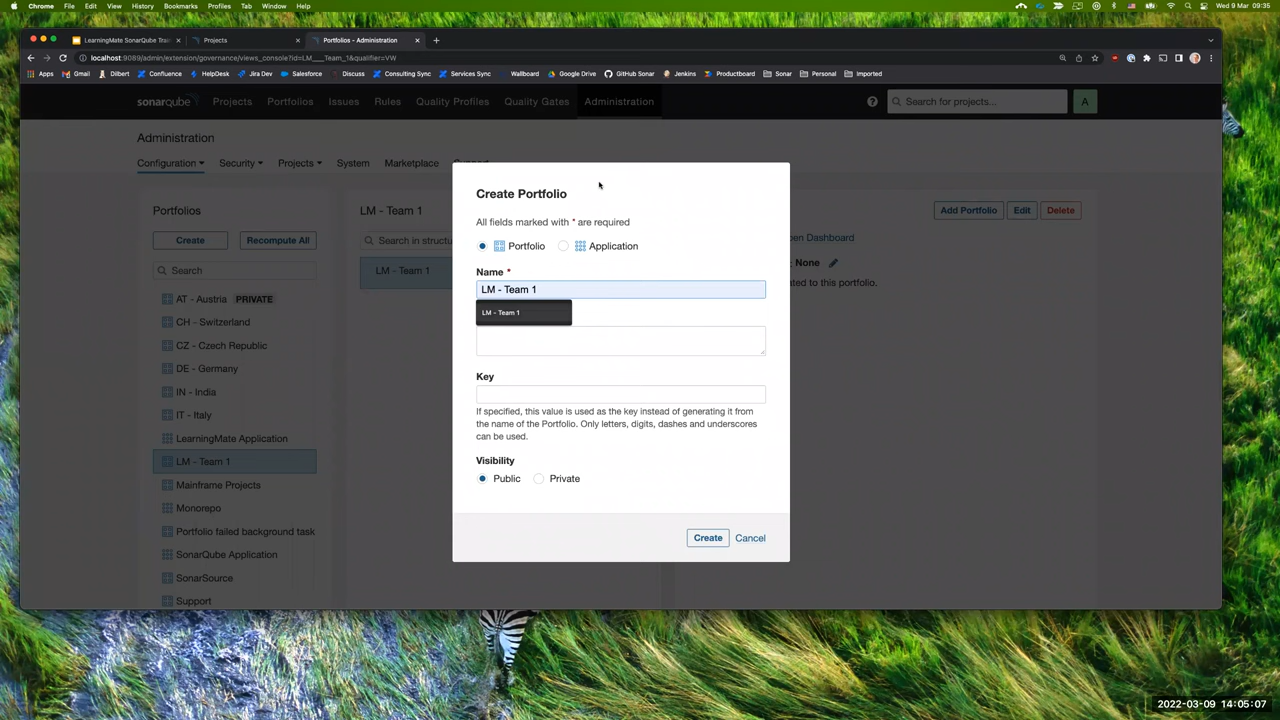 Chrome File Edit View History Bookmarks Profiles Tab Window Help Wed 9 Mar 09:35
LearningMate SonarQube Trai Projects Portfolios - Administration
localhost:9089/admin/extension/governance/views_console?id=LM___Team_1&qualifier=VW
Apps Gmail Dilbert Confluence HelpDesk Jira Dev Salesforce Discuss Consulting Sync Services Sync Wallboard Google Drive GitHub Sonar Jenkins Productboard Sonar Personal Imported
sonarqube Projects Portfolios Issues Rules Quality Profiles Quality Gates Administration Search for projects... A
Administration
Configuration Security Projects System Marketplace Support
Portfolios
Create Recompute All
Search
AT - Austria PRIVATE
CH - Switzerland
CZ - Czech Republic
DE - Germany
IN - India
IT - Italy
LearningMate Application
LM - Team 1
Mainframe Projects
Monorepo
Portfolio failed background task
SonarQube Application
SonarSource
Support
LM - Team 1
Search in structu
LM - Team 1
Add Portfolio Edit Delete
pen Dashboard
: None
ated to this portfolio.
Create Portfolio
All fields marked with * are required
Portfolio Application
Name *
LM - Team 1
LM - Team 1
Key
If specified, this value is used as the key instead of generating it from
the name of the Portfolio. Only letters, digits, dashes and underscores
can be used.
Visibility
Public Private
Create Cancel
2022-03-09 14:05:07